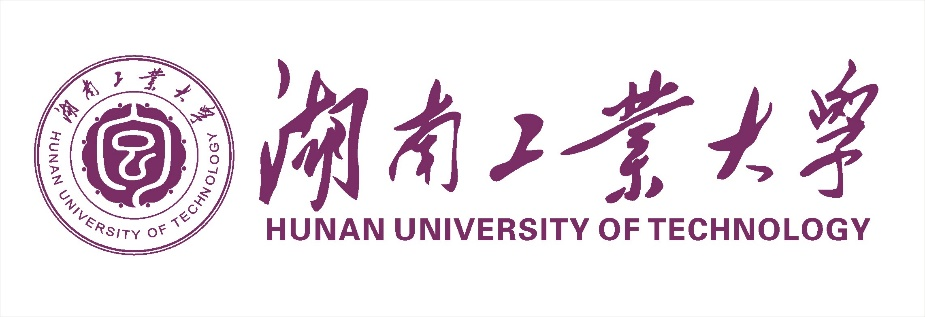 湖南工業大學
HUNAN UNIVERSITY OF TECHNOLOGY
湖南工業大學
HUNAN UNIVERSITY OF TECHNOLOGY